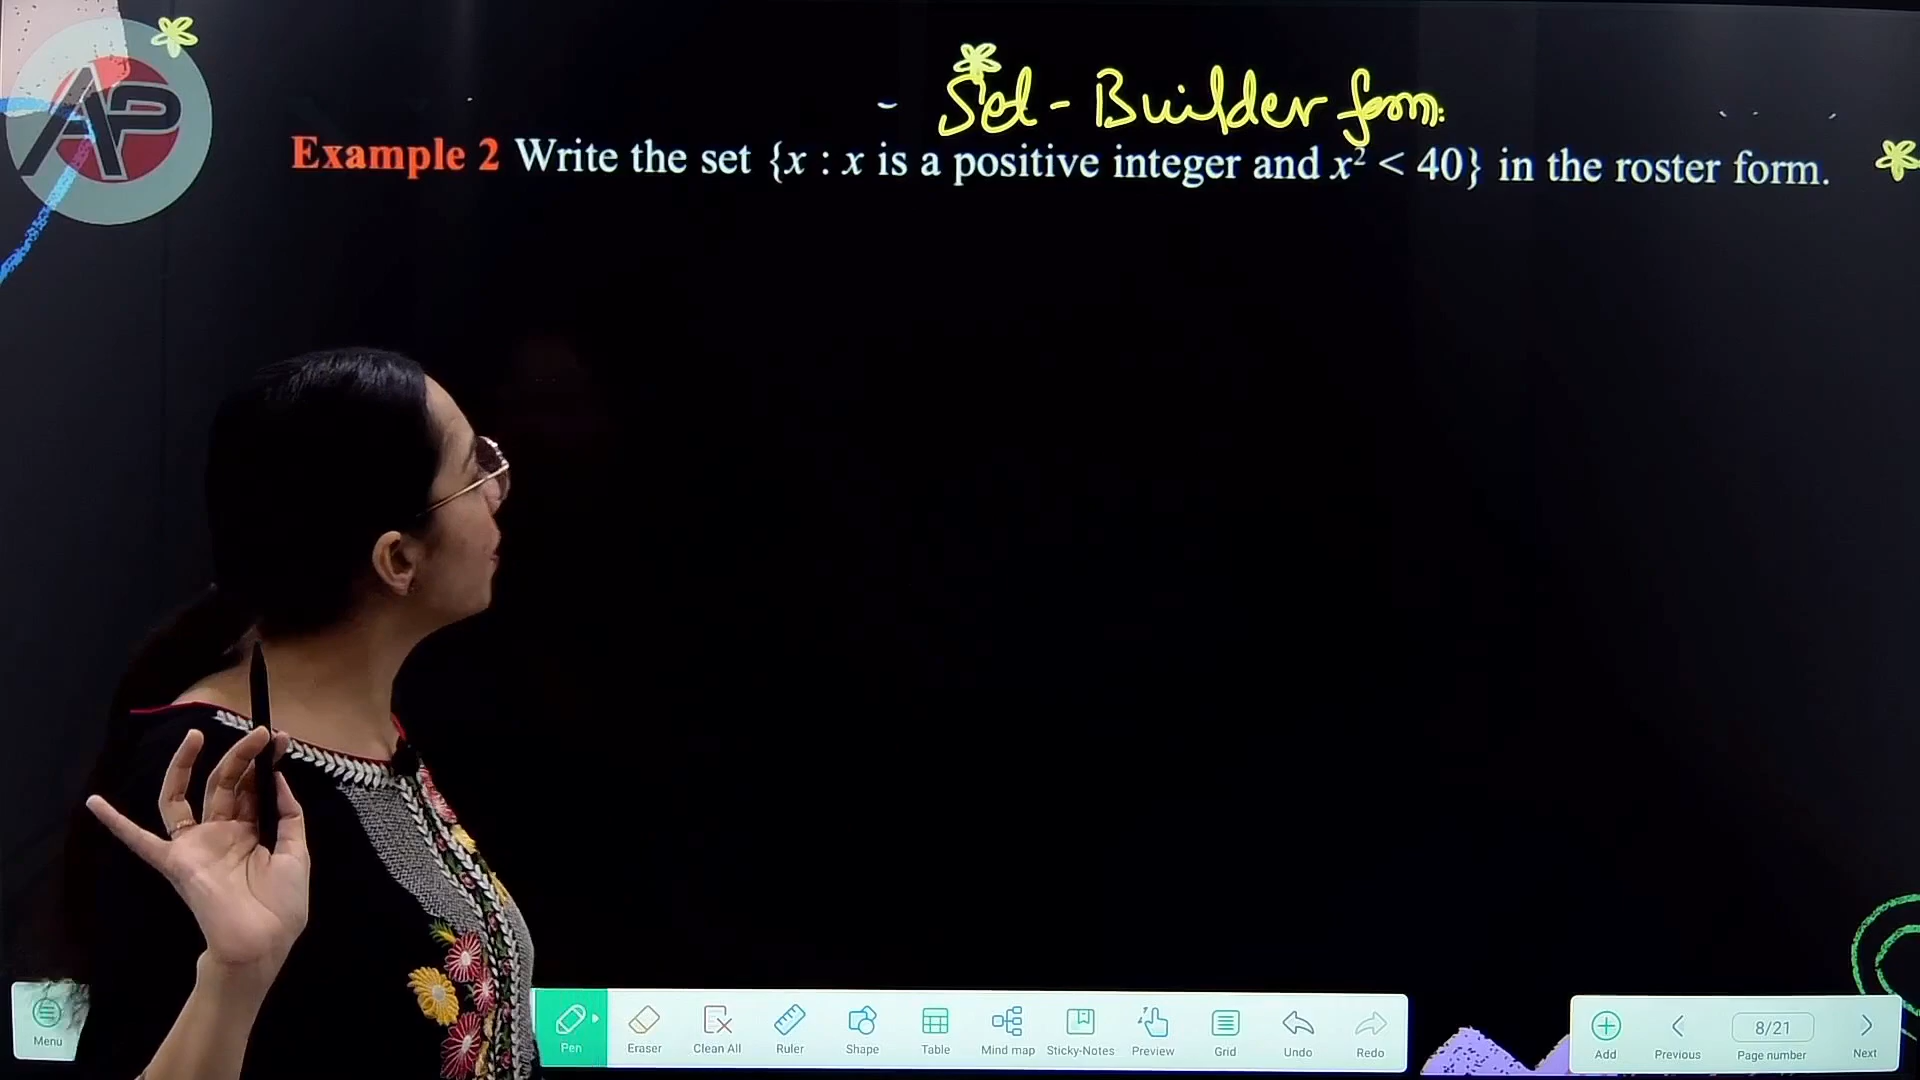 AP
Set - Builder form:
Example 2 Write the set {x : x is a positive integer and x² < 40} in the roster form.
Menu
Pen
Eraser
Clean All
Ruler
Shape
Table
Mind map
Sticky-Notes
Preview
Grid
Undo
Redo
Add
Previous
8/21
Page number
Next